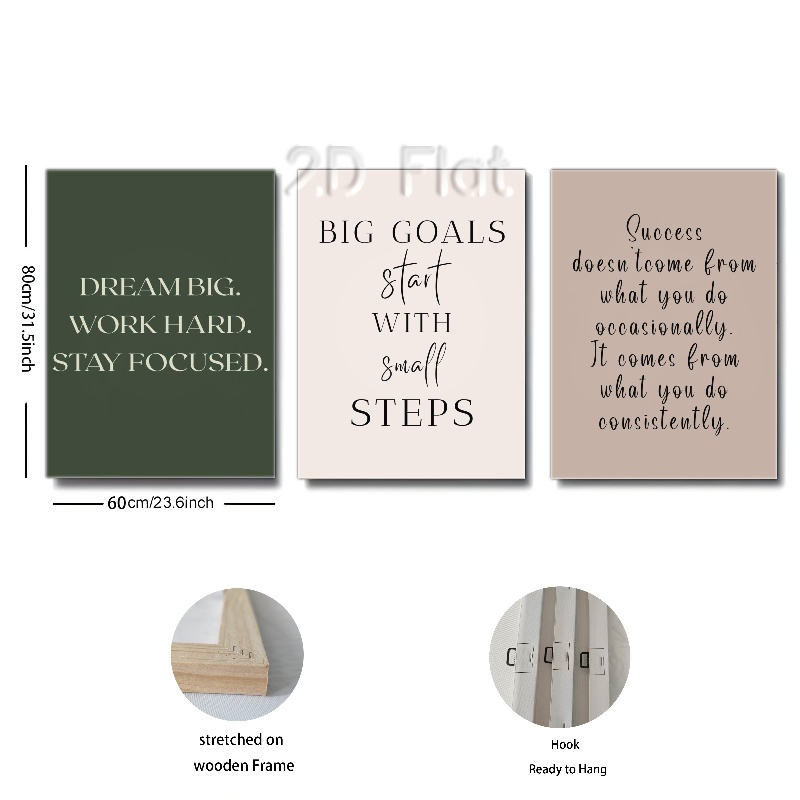 2D Flat
80cm/31.5inch
DREAM BIG.
WORK HARD.
STAY FOCUSED.
BIG GOALS
start
WITH
small
STEPS
Success
doesn'tcome from
what you do
occasionally.
It comes from
what you do
consistently.
60cm/23.6inch
stretched on
wooden Frame
Hook
Ready to Hang